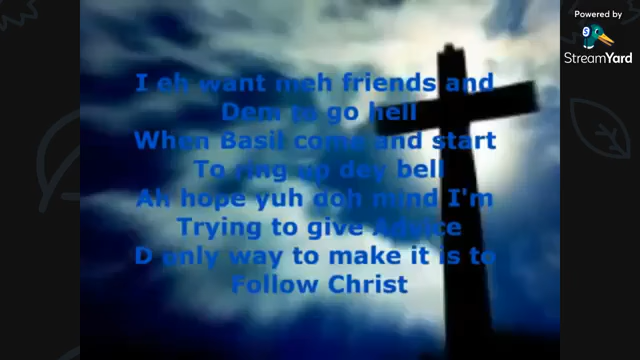 Powered by
StreamYard
I eh want meh friends and
Dem to go hell
When Basil come and start
To ring up dey bell
Ah hope yuh doh mind I'm
Trying to give Advice
D only way to make it is to
Follow Christ